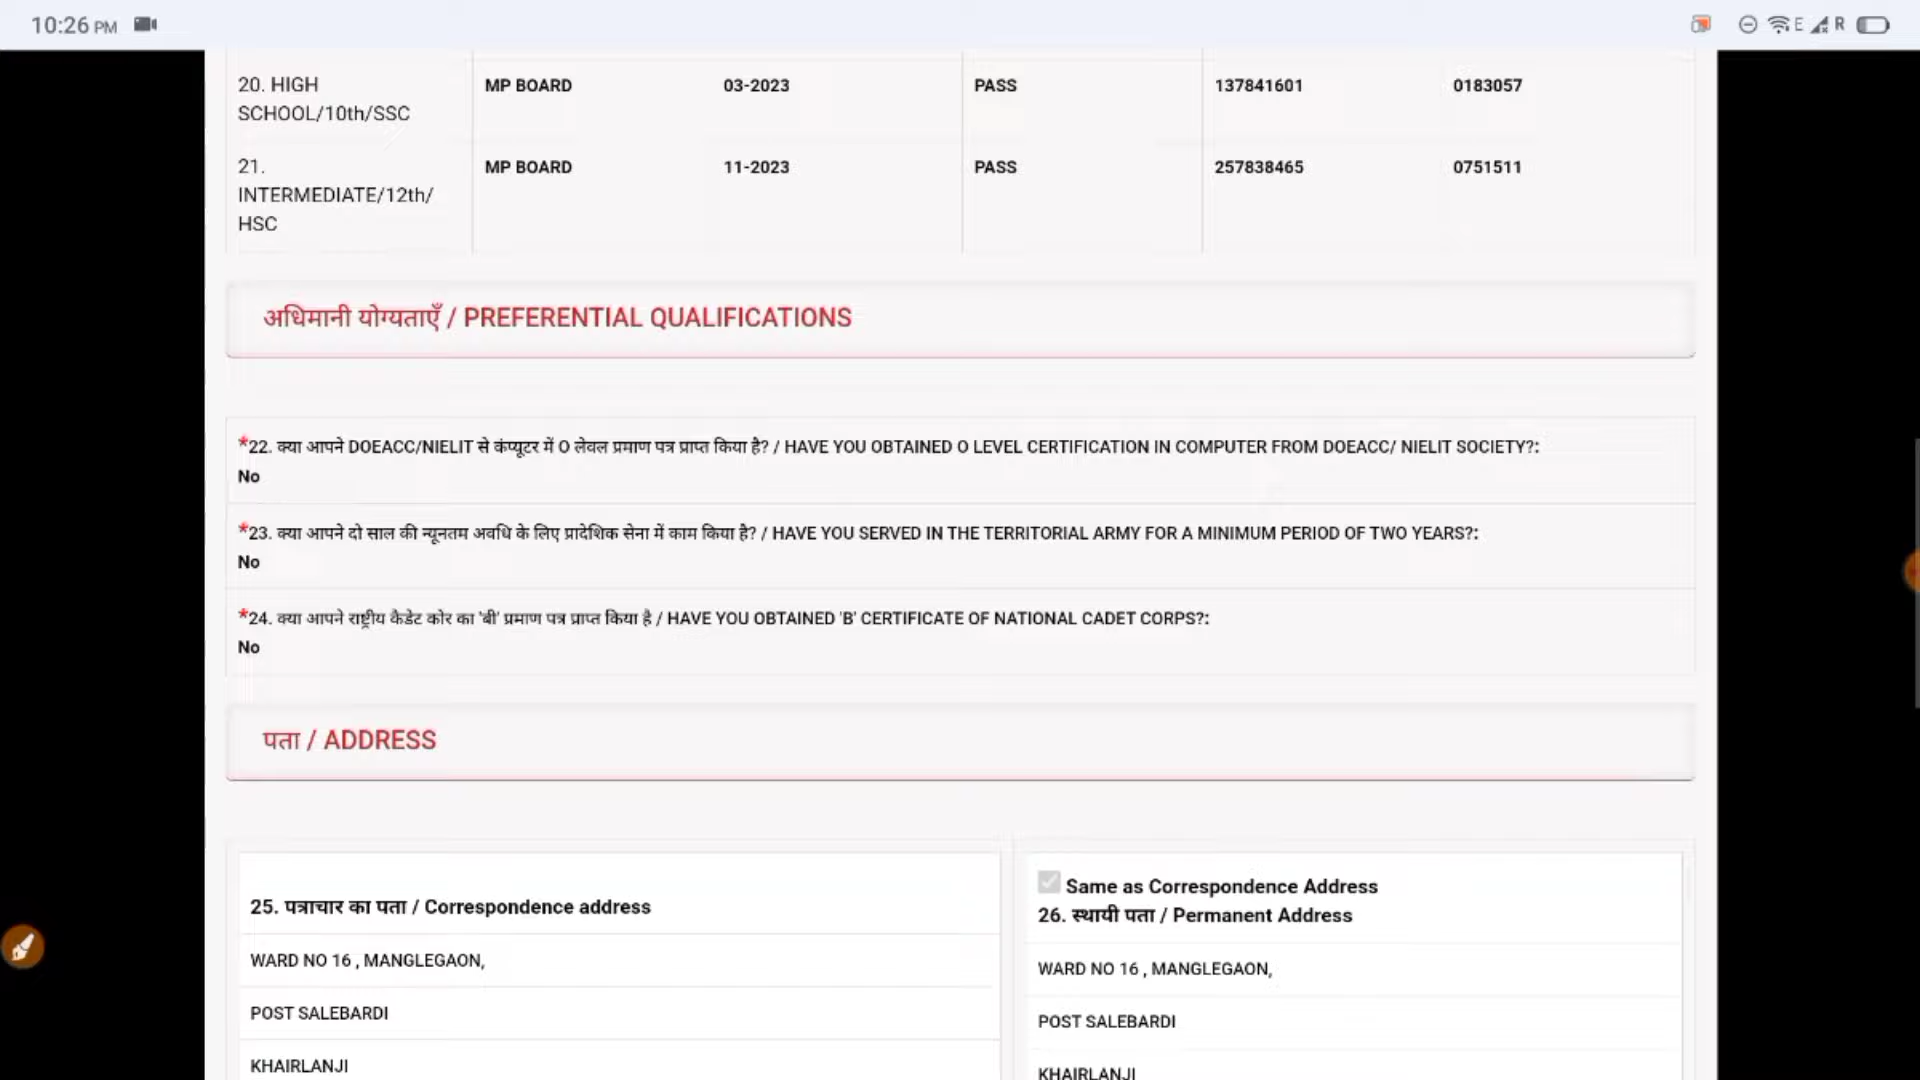 10:26 PM
E R
20. HIGH SCHOOL/10th/SSC MP BOARD 03-2023 PASS 137841601 0183057
21. INTERMEDIATE/12th/HSC MP BOARD 11-2023 PASS 257838465 0751511
अधिमानी योग्यताएँ / PREFERENTIAL QUALIFICATIONS
*22. क्या आपने DOEACC/NIELIT से कंप्यूटर में O लेवल प्रमाण पत्र प्राप्त किया है? / HAVE YOU OBTAINED O LEVEL CERTIFICATION IN COMPUTER FROM DOEACC/ NIELIT SOCIETY?:
No
*23. क्या आपने दो साल की न्यूनतम अवधि के लिए प्रादेशिक सेना में काम किया है? / HAVE YOU SERVED IN THE TERRITORIAL ARMY FOR A MINIMUM PERIOD OF TWO YEARS?:
No
*24. क्या आपने राष्ट्रीय कैडेट कोर का 'बी' प्रमाण पत्र प्राप्त किया है / HAVE YOU OBTAINED 'B' CERTIFICATE OF NATIONAL CADET CORPS?:
No
पता / ADDRESS
25. पत्राचार का पता / Correspondence address
WARD NO 16 , MANGLEGAON,
POST SALEBARDI
KHAIRLANJI
Same as Correspondence Address
26. स्थायी पता / Permanent Address
WARD NO 16 , MANGLEGAON,
POST SALEBARDI
KHAIRLANJI